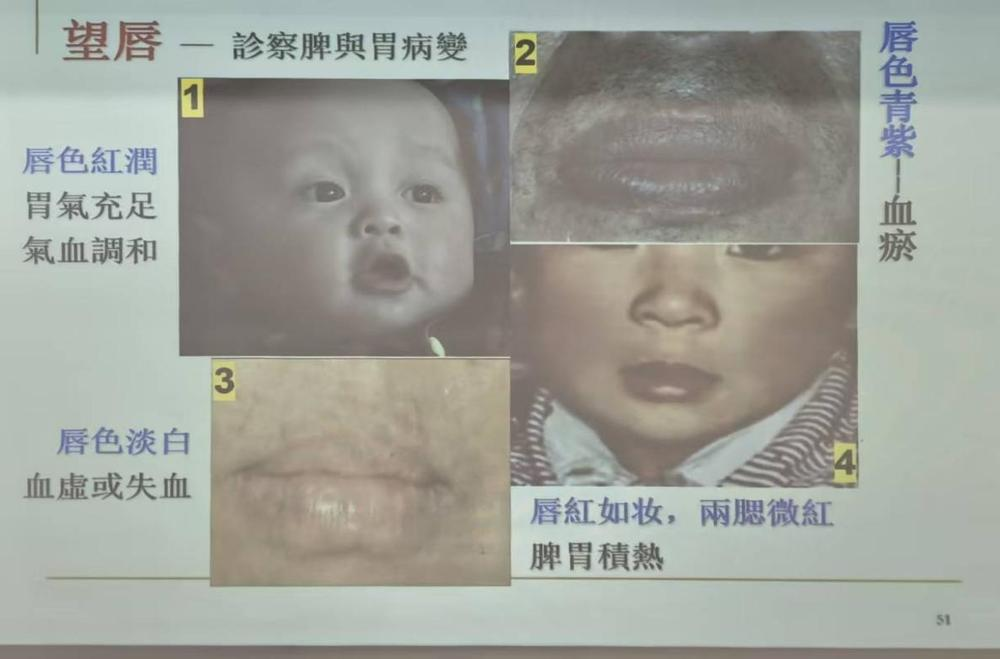 望唇 — 診察脾與胃病變
1
2
唇色青紫—血瘀
唇色紅潤
胃氣充足
氣血調和
3
4
唇色淡白
血虛或失血
唇紅如妝，兩腮微紅
脾胃積熱
51